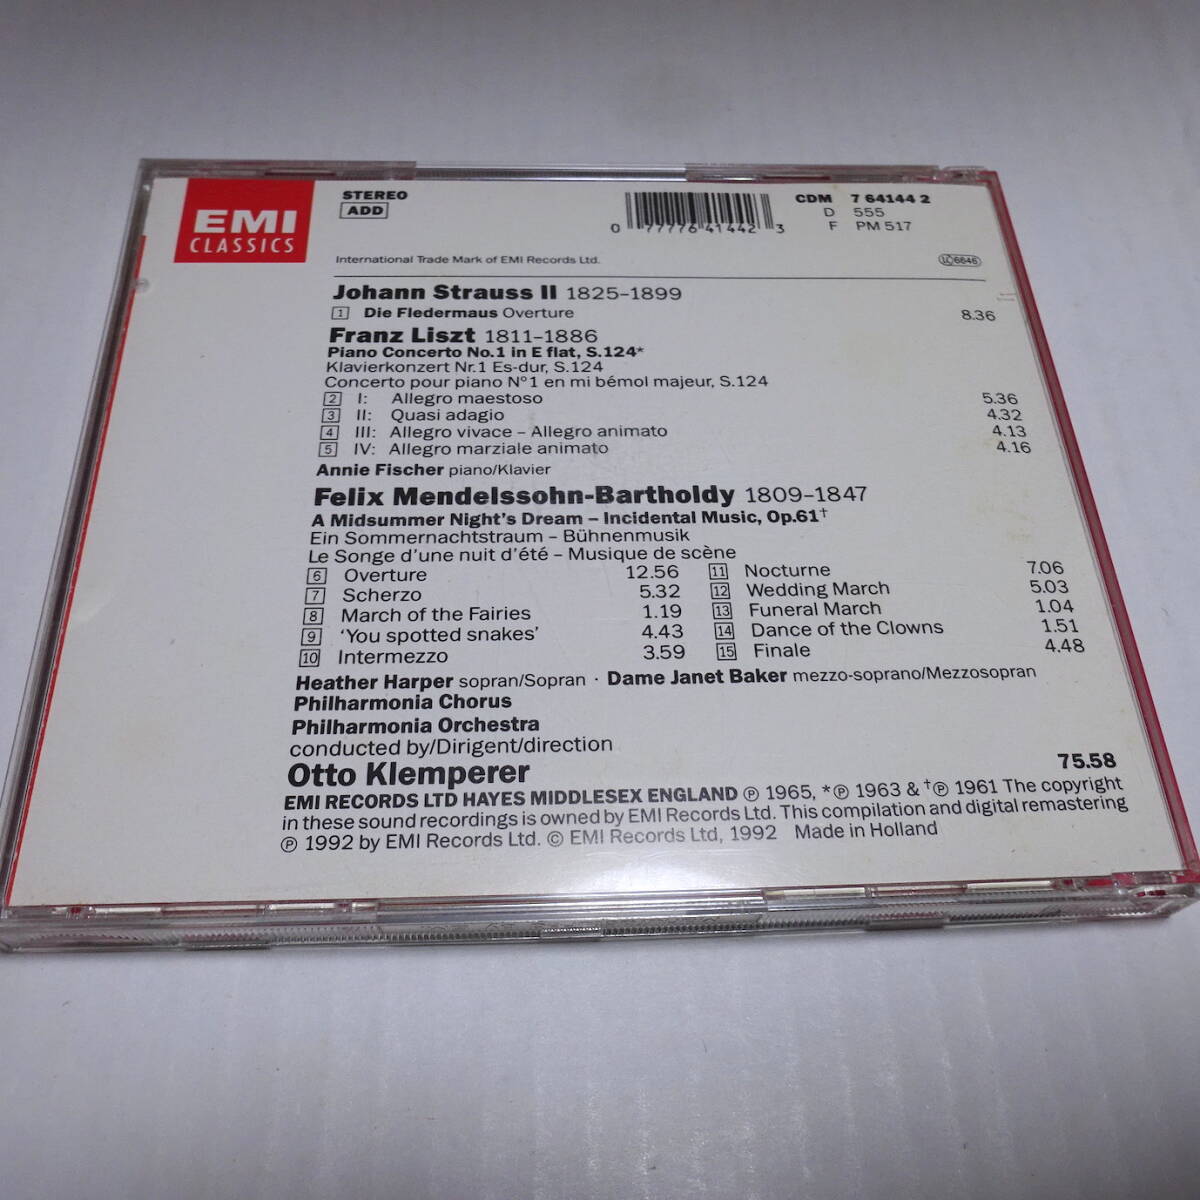 EMI
CLASSICS
STEREO
ADD
0 77776 41442 3
CDM 7 64144 2
D 555
F PM 517
International Trade Mark of EMI Records Ltd.
LC 6646
Johann Strauss II 1825–1899
1 Die Fledermaus Overture 8.36
Franz Liszt 1811–1886
Piano Concerto No.1 in E flat, S.124*
Klavierkonzert Nr.1 Es-dur, S.124
Concerto pour piano N°1 en mi bémol majeur, S.124
2 I: Allegro maestoso 5.36
3 II: Quasi adagio 4.32
4 III: Allegro vivace – Allegro animato 4.13
5 IV: Allegro marziale animato 4.16
Annie Fischer piano/Klavier
Felix Mendelssohn-Bartholdy 1809–1847
A Midsummer Night's Dream – Incidental Music, Op.61†
Ein Sommernachtstraum – Bühnenmusik
Le Songe d'une nuit d'été – Musique de scène
6 Overture 12.56
7 Scherzo 5.32
8 March of the Fairies 1.19
9 'You spotted snakes' 4.43
10 Intermezzo 3.59
11 Nocturne 7.06
12 Wedding March 5.03
13 Funeral March 1.04
14 Dance of the Clowns 1.51
15 Finale 4.48
Heather Harper sopran/Sopran · Dame Janet Baker mezzo-soprano/Mezzosopran
Philharmonia Chorus
Philharmonia Orchestra
conducted by/Dirigent/direction
Otto Klemperer 75.58
EMI RECORDS LTD HAYES MIDDLESEX ENGLAND ℗ 1965, *℗ 1963 & †℗ 1961 The copyright
in these sound recordings is owned by EMI Records Ltd. This compilation and digital remastering
℗ 1992 by EMI Records Ltd. © EMI Records Ltd, 1992 Made in Holland